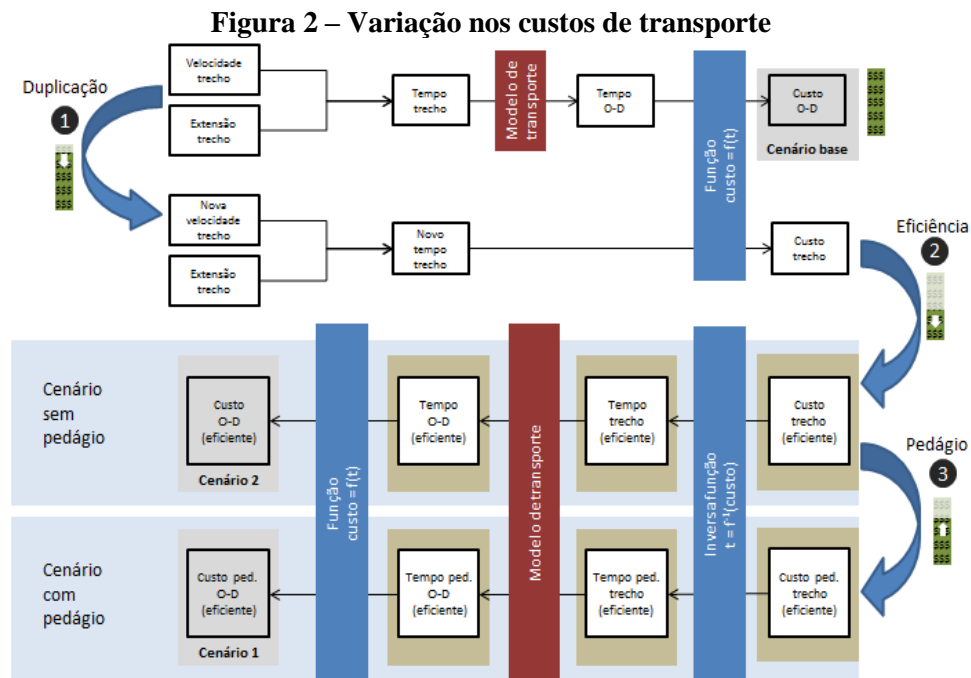 Figura 2 – Variação nos custos de transporte
Duplicação
1
$$$
$$$
$$$
$$$
Velocidade
trecho
Extensão
trecho
Tempo
trecho
Modelo de
transporte
Tempo
O-D
Função
custo = f(t)
Custo
O-D
Cenário base
$$$
$$$
$$$
$$$
$$$
Nova
velocidade
trecho
Extensão
trecho
Novo
tempo
trecho
Custo
trecho
Eficiência
2
$$$
$$$
$$$
$$$
Cenário
sem
pedágio
Custo
O-D
(eficiente)
Cenário 2
Função
custo = f(t)
Tempo
O-D
(eficiente)
Modelo de transporte
Tempo
trecho
(eficiente)
Inversa função
t = f⁻¹(custo)
Custo
trecho
(eficiente)
Pedágio
3
$$$
$$$
$$$
$$$
Cenário
com
pedágio
Custo ped.
O-D
(eficiente)
Cenário 1
Tempo ped.
O-D
(eficiente)
Tempo ped.
trecho
(eficiente)
Custo ped.
trecho
(eficiente)